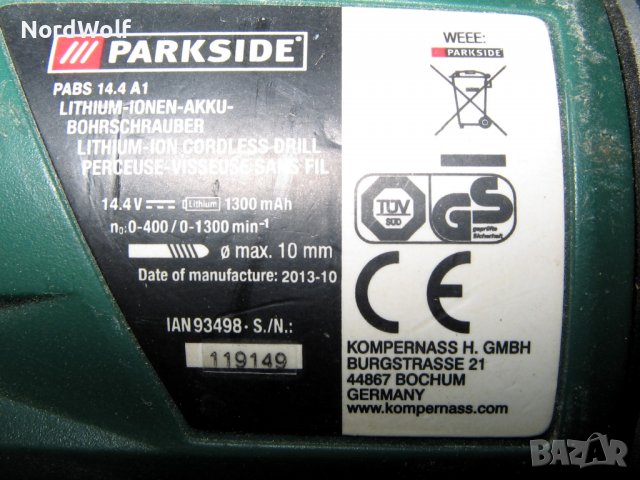 NordWolf
PARKSIDE
PABS 14.4 A1
LITHIUM-IONEN-AKKU-
BOHRSCHRAUBER
LITHIUM-ION CORDLESS DRILL
PERCEUSE-VISSEUSE SANS FIL
14.4 V Lithium 1300 mAh
n₀: 0-400 / 0-1300 min⁻¹
ø max. 10 mm
Date of manufacture: 2013-10
IAN 93498 · S./N.:
119149
WEEE:
PARKSIDE
TÜV
SÜD
GS
geprüfte
Sicherheit
CE
KOMPERNASS H. GMBH
BURGSTRASSE 21
44867 BOCHUM
GERMANY
www.kompernass.com
BAZAR